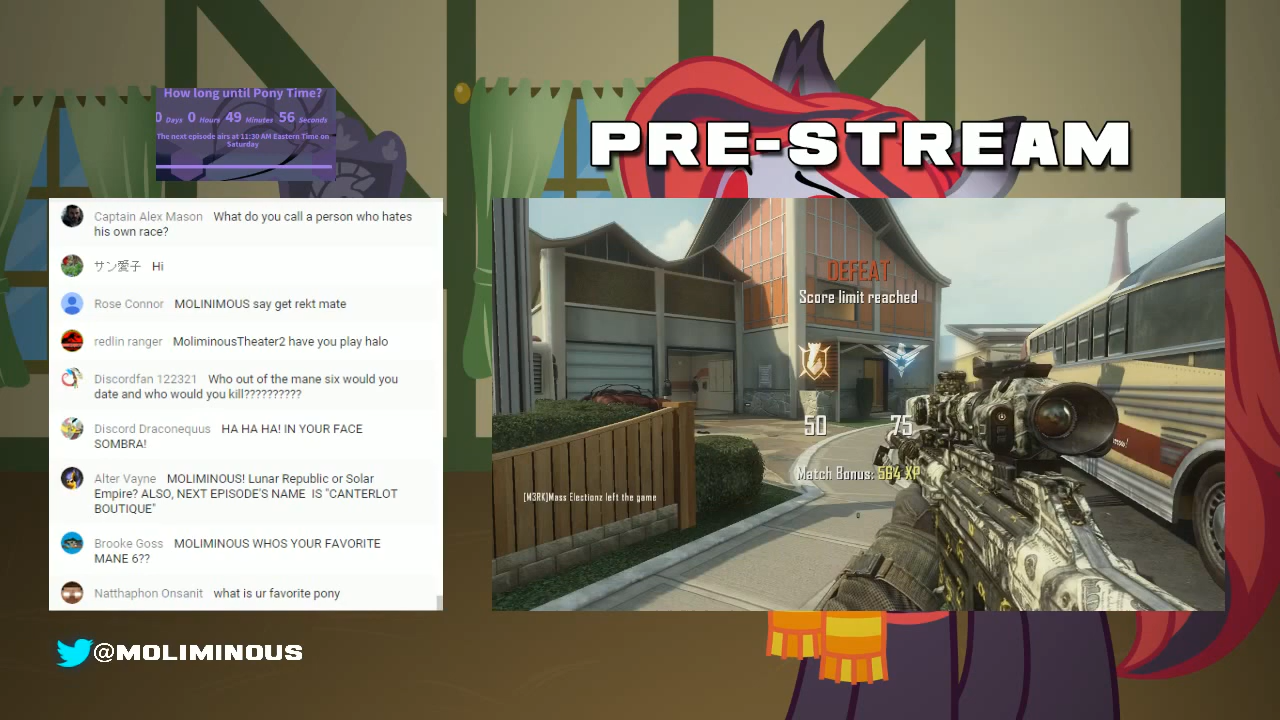 How long until Pony Time?
0 Days 0 Hours 49 Minutes 56 Seconds
The next episode airs at 11:30 AM Eastern Time on
Saturday
PRE-STREAM
Captain Alex Mason What do you call a person who hates
his own race?
サン愛子 Hi
Rose Connor MOLINIMOUS say get rekt mate
redlin ranger MoliminousTheater2 have you play halo
Discordfan 122321 Who out of the mane six would you
date and who would you kill??????????
Discord Draconequus HA HA HA! IN YOUR FACE
SOMBRA!
Alter Vayne MOLIMINOUS! Lunar Republic or Solar
Empire? ALSO, NEXT EPISODE'S NAME IS "CANTERLOT
BOUTIQUE"
Brooke Goss MOLIMINOUS WHOS YOUR FAVORITE
MANE 6??
Natthaphon Onsanit what is ur favorite pony
DEFEAT
Score limit reached
50 75
Match Bonus: 564 XP
[M3RK]Mass Electionz left the game
@MOLIMINOUS